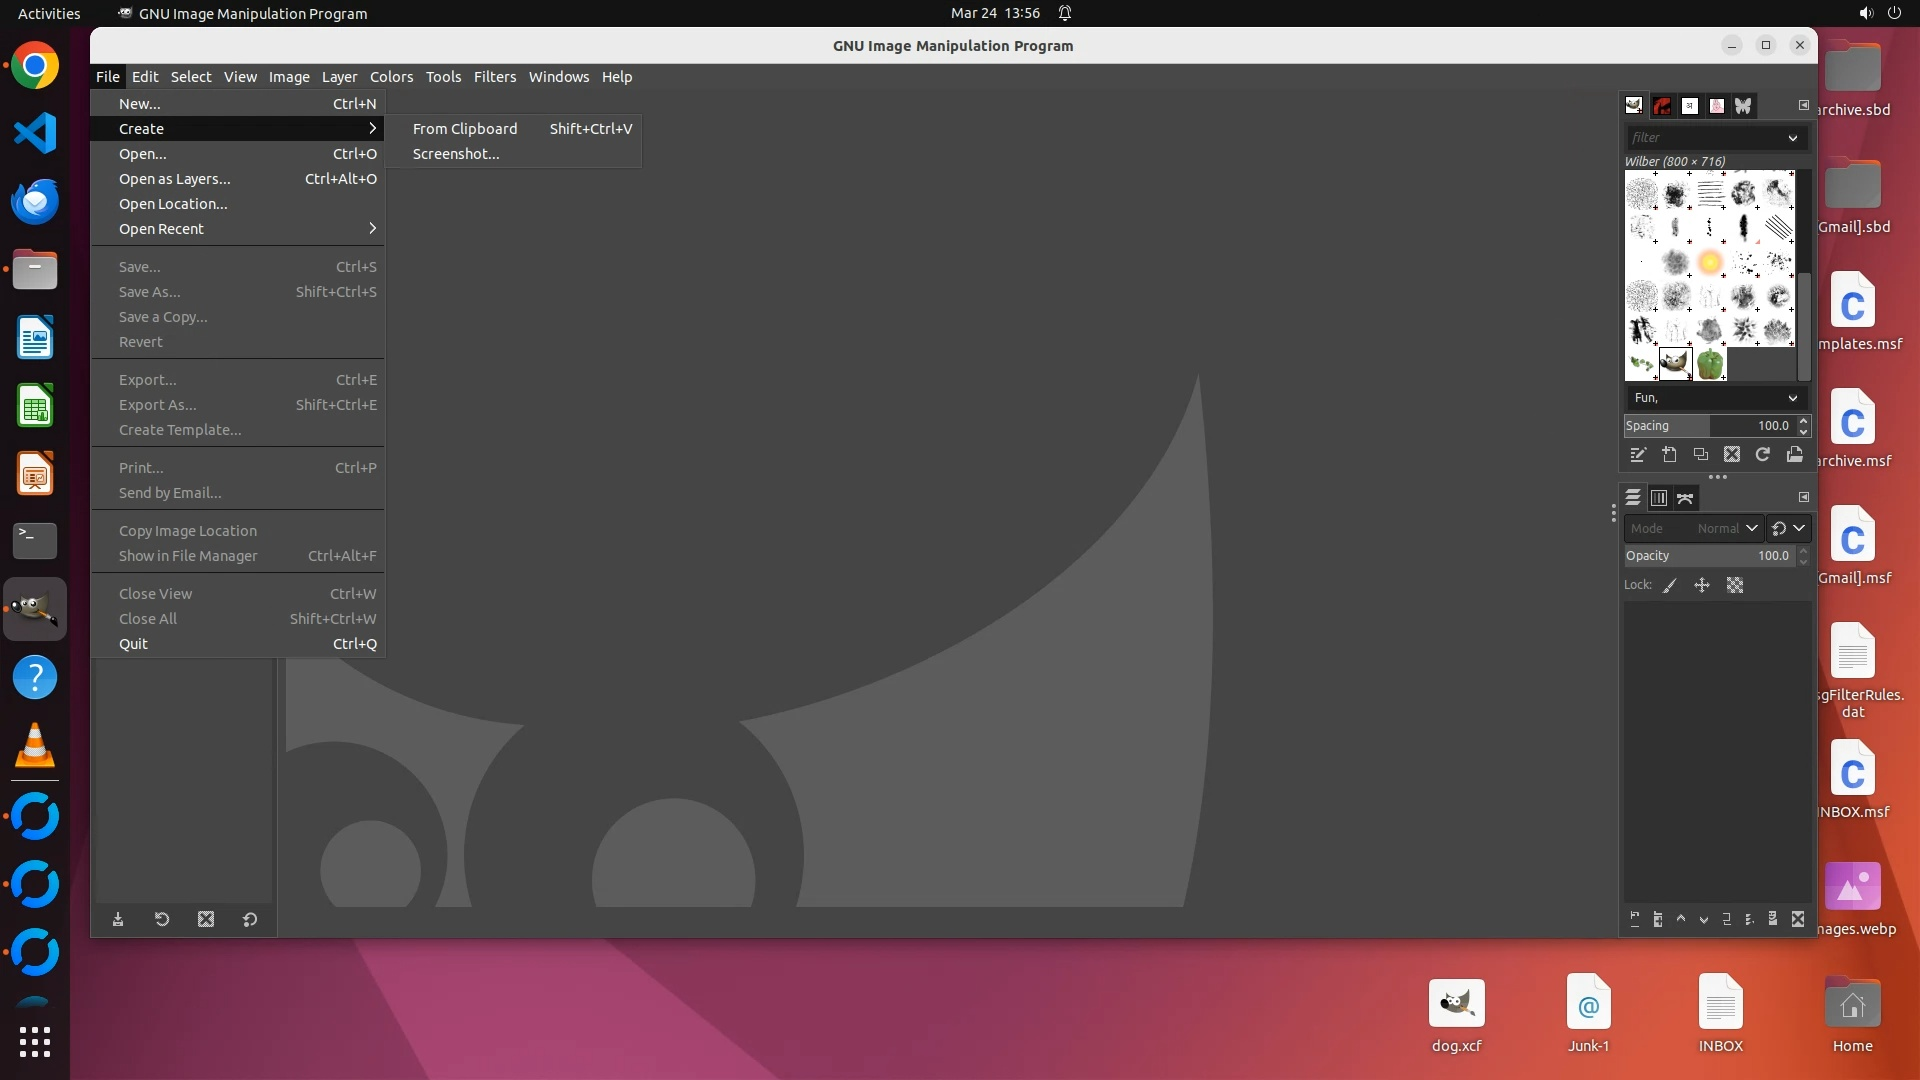 Activities
GNU Image Manipulation Program
Mar 24 13:56
GNU Image Manipulation Program
File Edit Select View Image Layer Colors Tools Filters Windows Help
New... Ctrl+N
Create
From Clipboard Shift+Ctrl+V
Screenshot...
Open... Ctrl+O
Open as Layers... Ctrl+Alt+O
Open Location...
Open Recent
Save... Ctrl+S
Save As... Shift+Ctrl+S
Save a Copy...
Revert
Export... Ctrl+E
Export As... Shift+Ctrl+E
Create Template...
Print... Ctrl+P
Send by Email...
Copy Image Location
Show in File Manager Ctrl+Alt+F
Close View Ctrl+W
Close All Shift+Ctrl+W
Quit Ctrl+Q
filter
Wilber (800 × 716)
Fun,
Spacing 100.0
Mode Normal
Opacity 100.0
Lock:
archive.sbd
[Gmail].sbd
mplates.msf
archive.msf
[Gmail].msf
sgFilterRules.
dat
INBOX.msf
mages.webp
dog.xcf
Junk-1
INBOX
Home